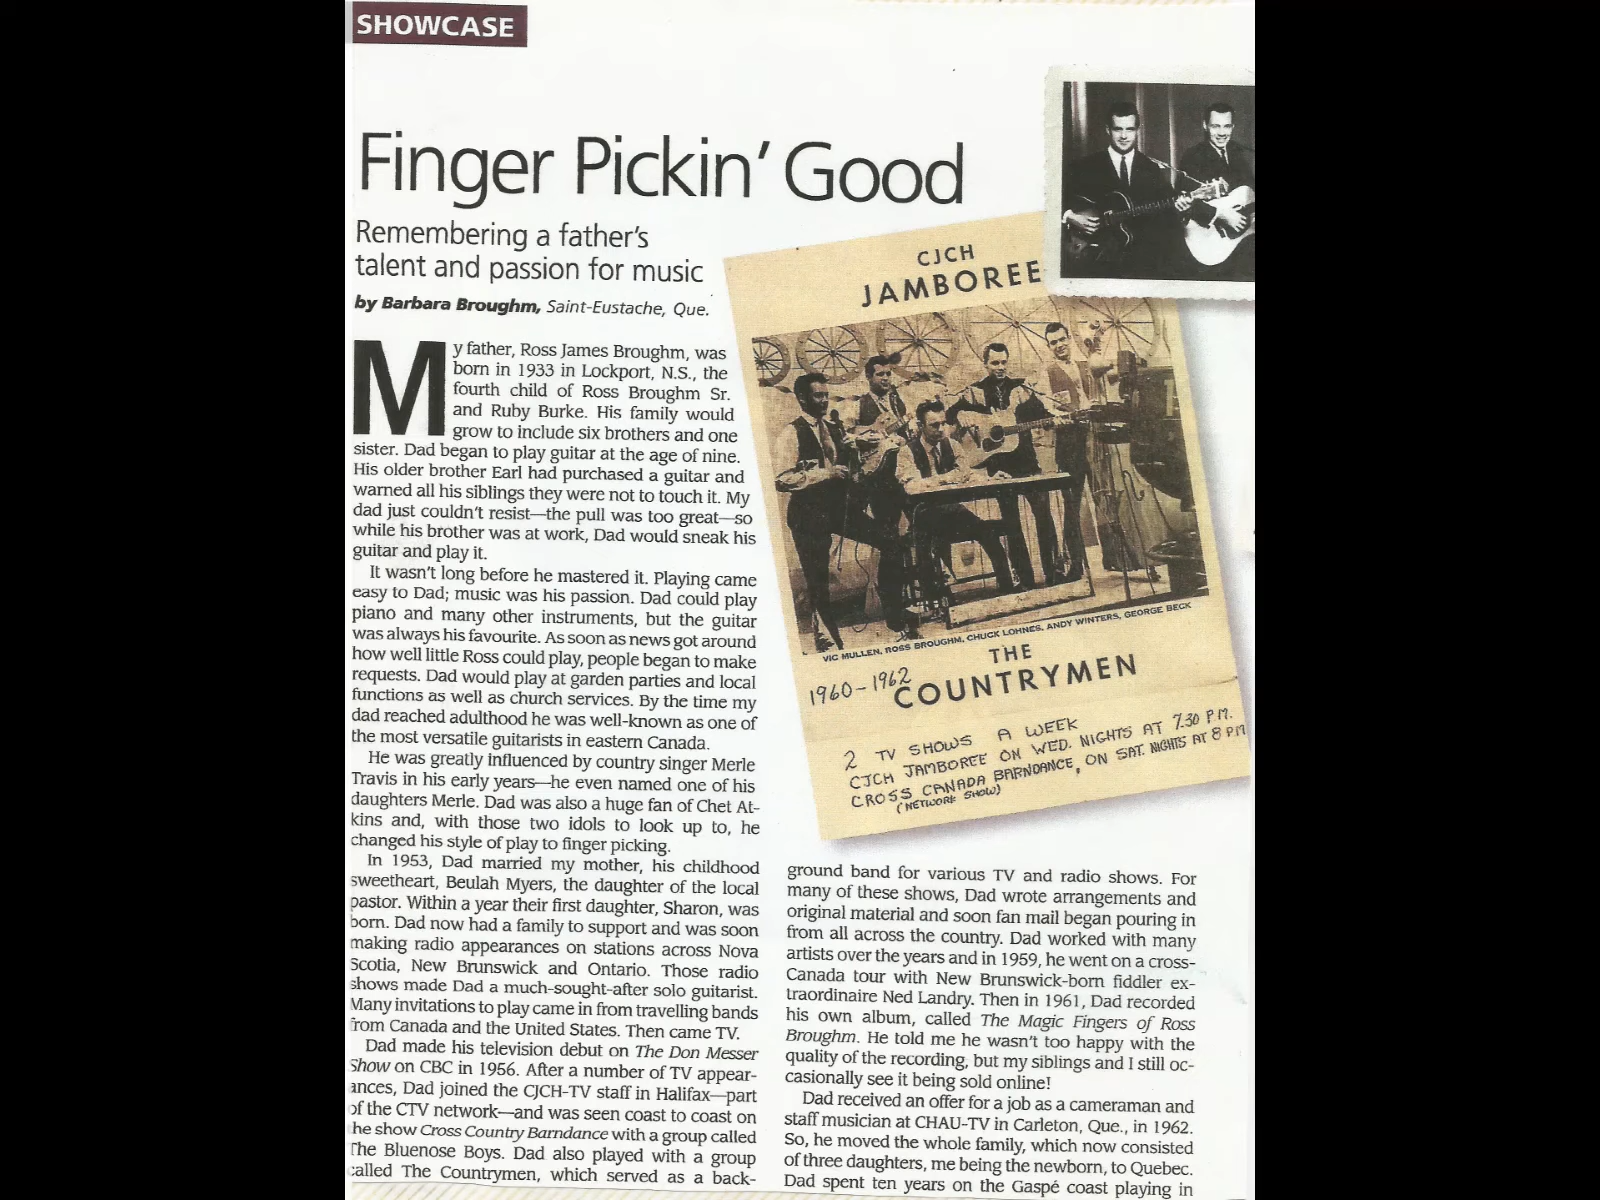 SHOWCASE
Finger Pickin' Good
Remembering a father's
talent and passion for music
by Barbara Broughm, Saint-Eustache, Que.
My father, Ross James Broughm, was
born in 1933 in Lockport, N.S., the
fourth child of Ross Broughm Sr.
and Ruby Burke. His family would
grow to include six brothers and one
sister. Dad began to play guitar at the age of nine.
His older brother Earl had purchased a guitar and
warned all his siblings they were not to touch it. My
dad just couldn't resist—the pull was too great—so
while his brother was at work, Dad would sneak his
guitar and play it.
It wasn't long before he mastered it. Playing came
easy to Dad; music was his passion. Dad could play
piano and many other instruments, but the guitar
was always his favourite. As soon as news got around
how well little Ross could play, people began to make
requests. Dad would play at garden parties and local
functions as well as church services. By the time my
dad reached adulthood he was well-known as one of
the most versatile guitarists in eastern Canada.
He was greatly influenced by country singer Merle
Travis in his early years—he even named one of his
daughters Merle. Dad was also a huge fan of Chet At-
kins and, with those two idols to look up to, he
changed his style of play to finger picking.
In 1953, Dad married my mother, his childhood
sweetheart, Beulah Myers, the daughter of the local
pastor. Within a year their first daughter, Sharon, was
born. Dad now had a family to support and was soon
making radio appearances on stations across Nova
Scotia, New Brunswick and Ontario. Those radio
shows made Dad a much-sought-after solo guitarist.
Many invitations to play came in from travelling bands
from Canada and the United States. Then came TV.
Dad made his television debut on The Don Messer
Show on CBC in 1956. After a number of TV appear-
ances, Dad joined the CJCH-TV staff in Halifax—part
of the CTV network—and was seen coast to coast on
the show Cross Country Barndance with a group called
The Bluenose Boys. Dad also played with a group
called The Countrymen, which served as a back-
CJCH
JAMBOREE
VIC MULLEN, ROSS BROUGHM, CHUCK LOHNES, ANDY WINTERS, GEORGE BECK
THE
1960-1962
COUNTRYMEN
2 TV SHOWS A WEEK
CJCH JAMBOREE ON WED. NIGHTS AT 7.30 P.M.
CROSS CANADA BARNDANCE, ON SAT. NIGHTS AT 8 PM
(NETWORK SHOW)
ground band for various TV and radio shows. For
many of these shows, Dad wrote arrangements and
original material and soon fan mail began pouring in
from all across the country. Dad worked with many
artists over the years and in 1959, he went on a cross-
Canada tour with New Brunswick-born fiddler ex-
traordinaire Ned Landry. Then in 1961, Dad recorded
his own album, called The Magic Fingers of Ross
Broughm. He told me he wasn't too happy with the
quality of the recording, but my siblings and I still oc-
casionally see it being sold online!
Dad received an offer for a job as a cameraman and
staff musician at CHAU-TV in Carleton, Que., in 1962.
So, he moved the whole family, which now consisted
of three daughters, me being the newborn, to Quebec.
Dad spent ten years on the Gaspé coast playing in